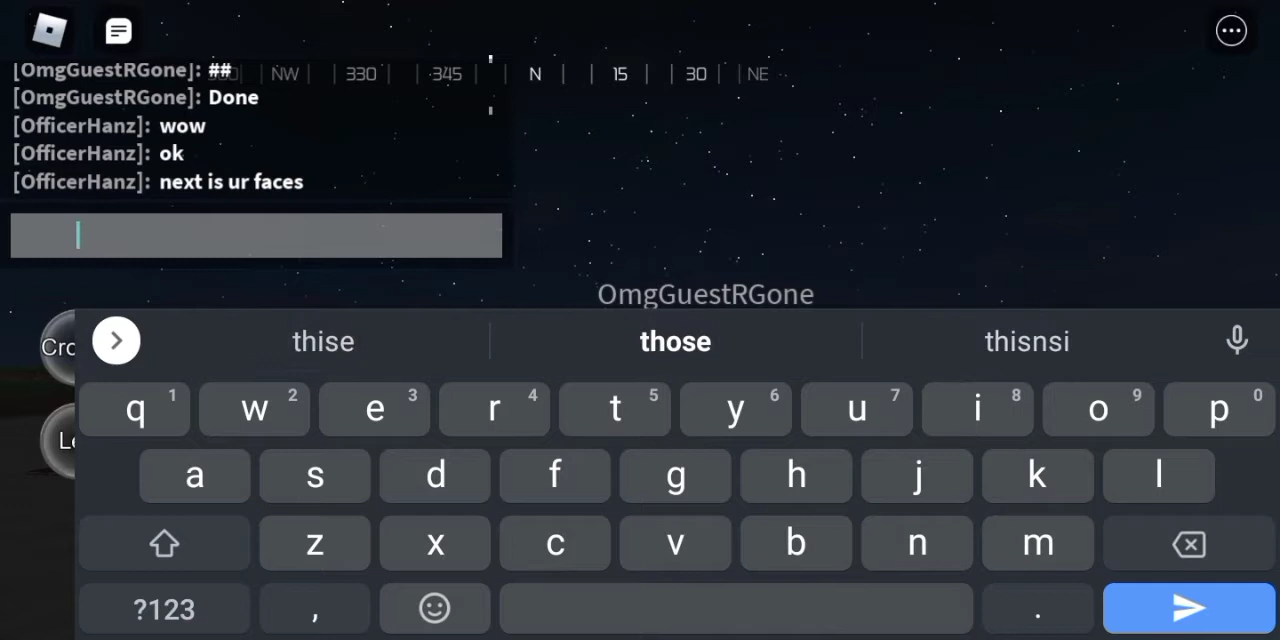 [OmgGuestRGone]: ##
NW | 330 | 345 | N | | 15 | | 30 | NE
[OmgGuestRGone]: Done
[OfficerHanz]: wow
[OfficerHanz]: ok
[OfficerHanz]: next is ur faces
OmgGuestRGone
Crc
thise those thisnsi
q 1 w 2 e 3 r 4 t 5 y 6 u 7 i 8 o 9 p 0
a s d f g h j k l
z x c v b n m
?123 , .